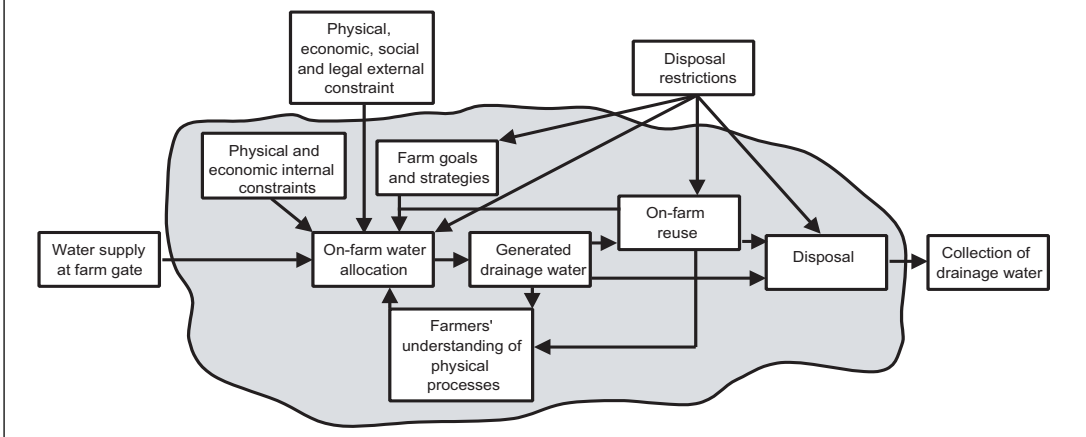 Physical,
economic, social
and legal external
constraint
Disposal
restrictions
Physical and
economic internal
constraints
Farm goals
and strategies
On-farm
reuse
Water supply
at farm gate
On-farm water
allocation
Generated
drainage water
Disposal
Collection of
drainage water
Farmers'
understanding of
physical
processes